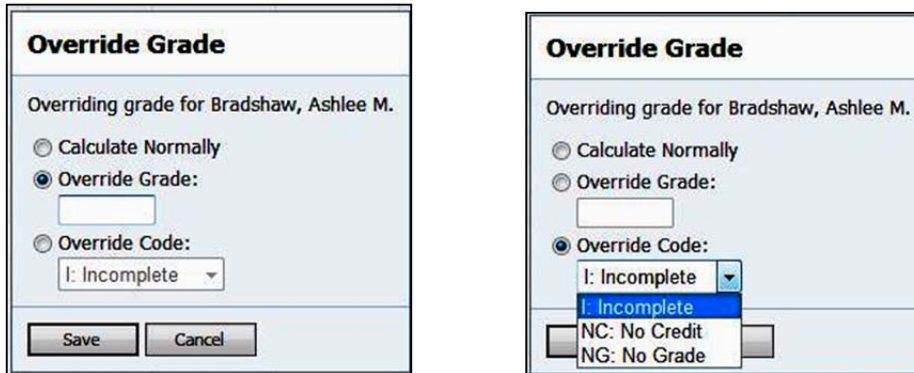 Override Grade
Overriding grade for Bradshaw, Ashlee M.
Calculate Normally
Override Grade:
Override Code:
I: Incomplete
Save Cancel
Override Grade
Overriding grade for Bradshaw, Ashlee M.
Calculate Normally
Override Grade:
Override Code:
I: Incomplete
I: Incomplete
NC: No Credit
NG: No Grade